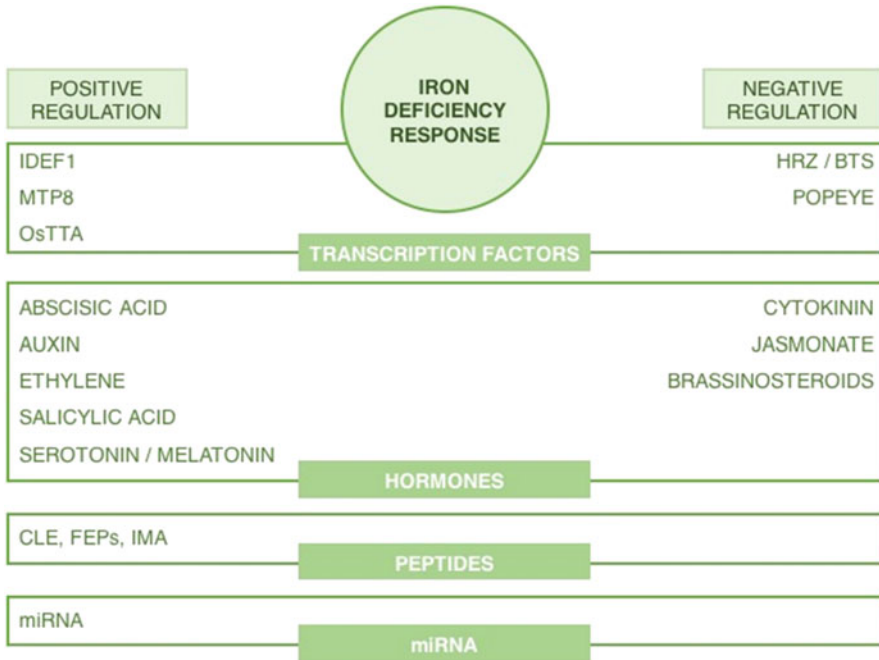 POSITIVE
REGULATION
IRON
DEFICIENCY
RESPONSE
NEGATIVE
REGULATION
IDEF1
MTP8
OsTTA
HRZ / BTS
POPEYE
TRANSCRIPTION FACTORS
ABSCISIC ACID
AUXIN
ETHYLENE
SALICYLIC ACID
SEROTONIN / MELATONIN
CYTOKININ
JASMONATE
BRASSINOSTEROIDS
HORMONES
CLE, FEPs, IMA
PEPTIDES
miRNA
miRNA